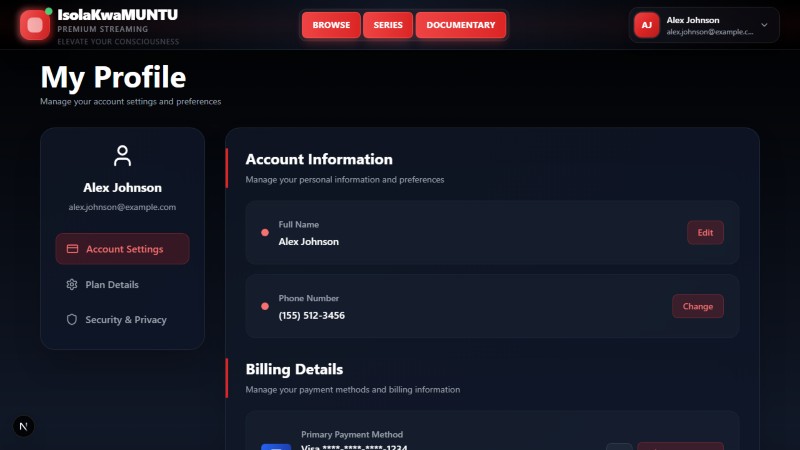 IsolaKwaMUNTU
PREMIUM STREAMING
ELEVATE YOUR CONSCIOUSNESS
BROWSE
SERIES
DOCUMENTARY
AJ
Alex Johnson
alex.johnson@example.c...
My Profile
Manage your account settings and preferences
Alex Johnson
alex.johnson@example.com
Account Settings
Plan Details
Security & Privacy
Account Information
Manage your personal information and preferences
Full Name
Alex Johnson
Edit
Phone Number
(155) 512-3456
Change
Billing Details
Manage your payment methods and billing information
Primary Payment Method
Visa ****-****-****-1234
N